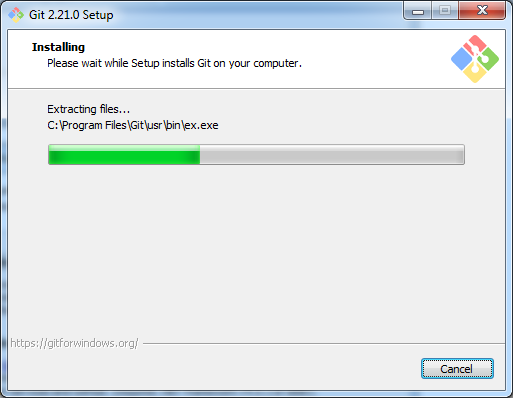 Git 2.21.0 Setup
Installing
Please wait while Setup installs Git on your computer.
Extracting files...
C:\Program Files\Git\usr\bin\ex.exe
https://gitforwindows.org/
Cancel